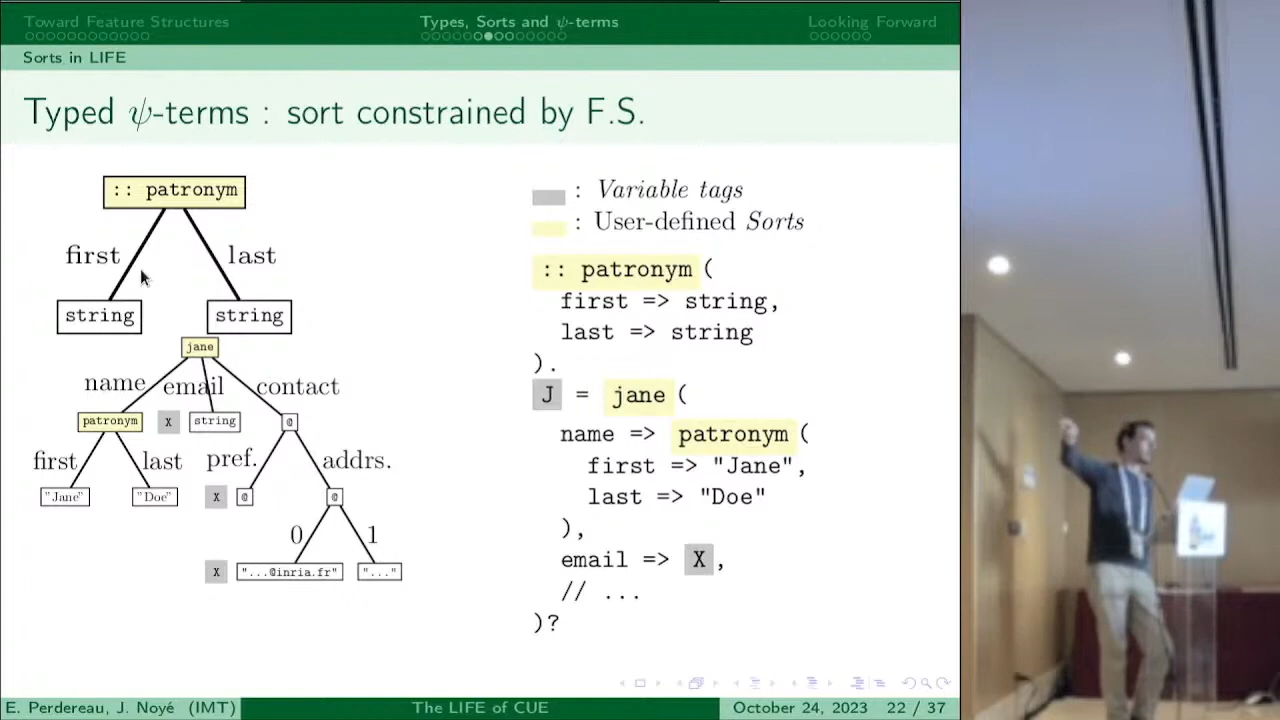 Toward Feature Structures
Types, Sorts and ψ-terms
Looking Forward
Sorts in LIFE
Typed ψ-terms : sort constrained by F.S.
:: patronym
first
last
string
string
jane
name
email
contact
patronym
X
string
@
first
last
pref.
addrs.
"Jane"
"Doe"
X
@
@
0
1
X
"...@inria.fr"
"..."
: Variable tags
: User-defined Sorts
:: patronym(
first => string,
last => string
).
J = jane(
name => patronym(
first => "Jane",
last => "Doe"
),
email => X,
// ...
)?
E. Perdereau, J. Noyé (IMT)
The LIFE of CUE
October 24, 2023
22 / 37